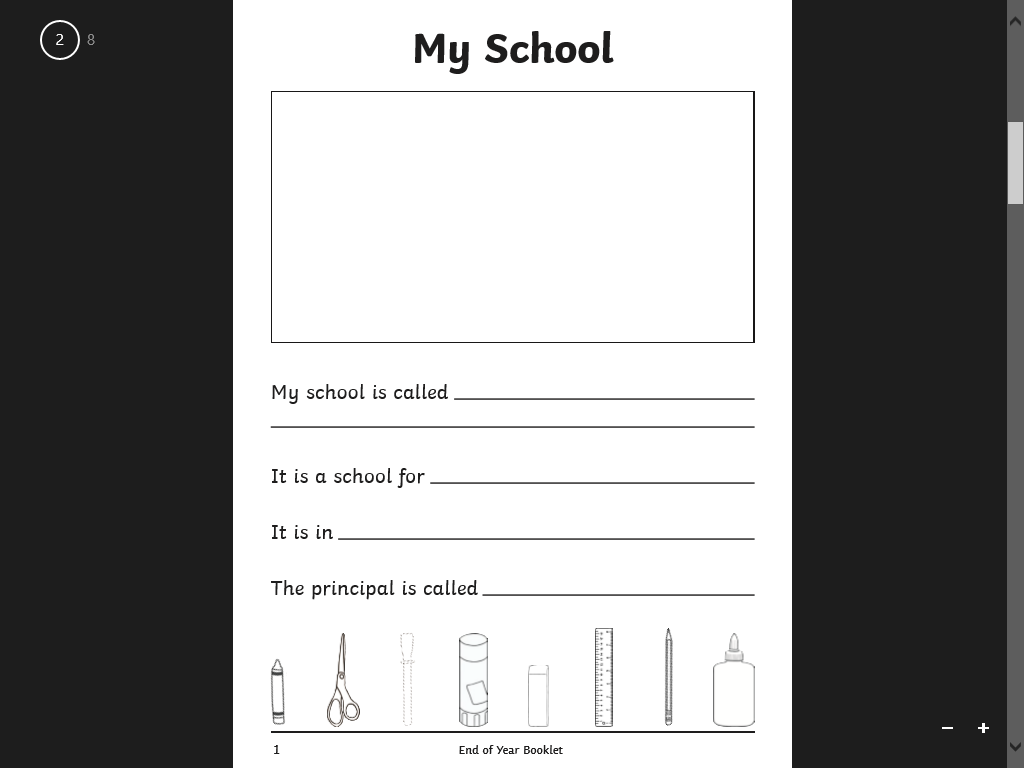 2 8
My School
My school is called
It is a school for
It is in
The principal is called
1 End of Year Booklet